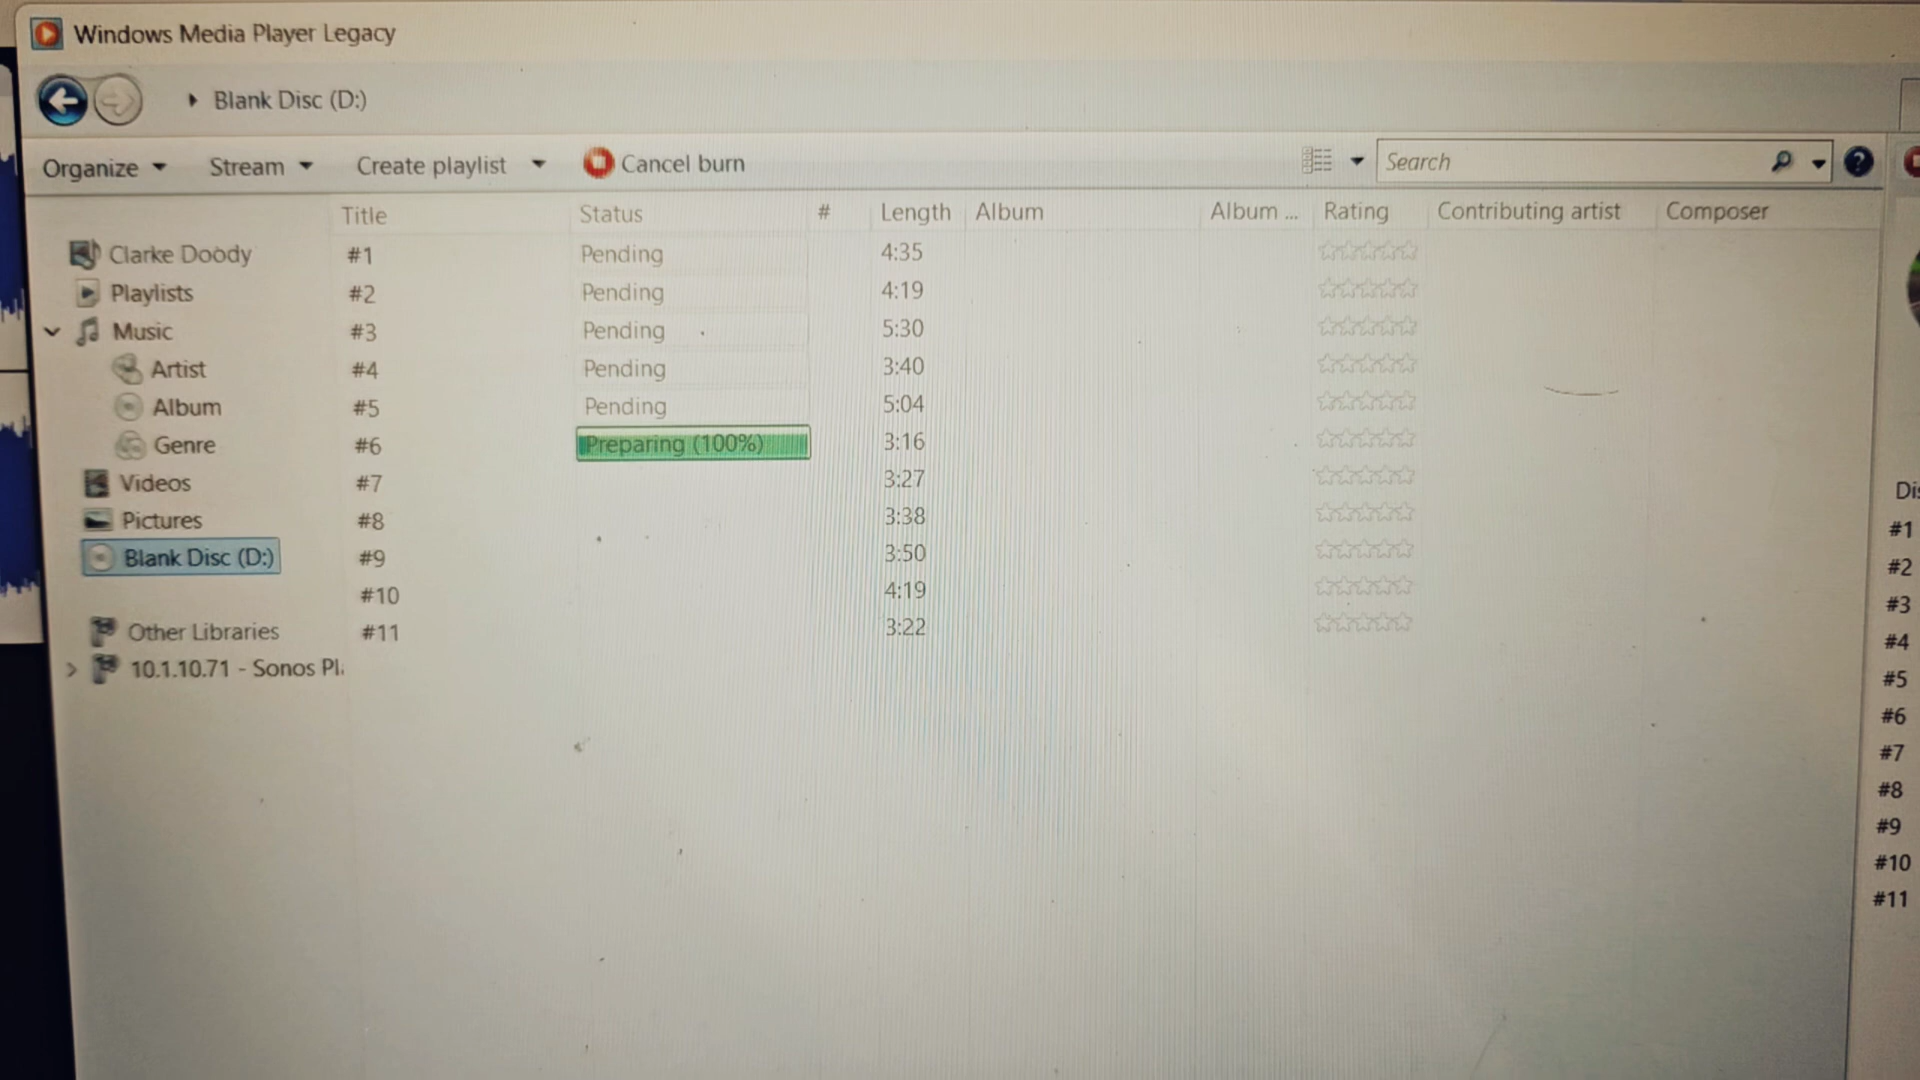 Windows Media Player Legacy
Blank Disc (D:)
Organize Stream Create playlist Cancel burn Search
Title Status # Length Album Album ... Rating Contributing artist Composer
Clarke Doody #1 Pending 4:35
Playlists #2 Pending 4:19
Music #3 Pending 5:30
Artist #4 Pending 3:40
Album #5 Pending 5:04
Genre #6 Preparing (100%) 3:16
Videos #7 3:27
Pictures #8 3:38
Blank Disc (D:) #9 3:50
#10 4:19
Other Libraries #11 3:22
10.1.10.71 - Sonos Pl
#1
#2
#3
#4
#5
#6
#7
#8
#9
#10
#11